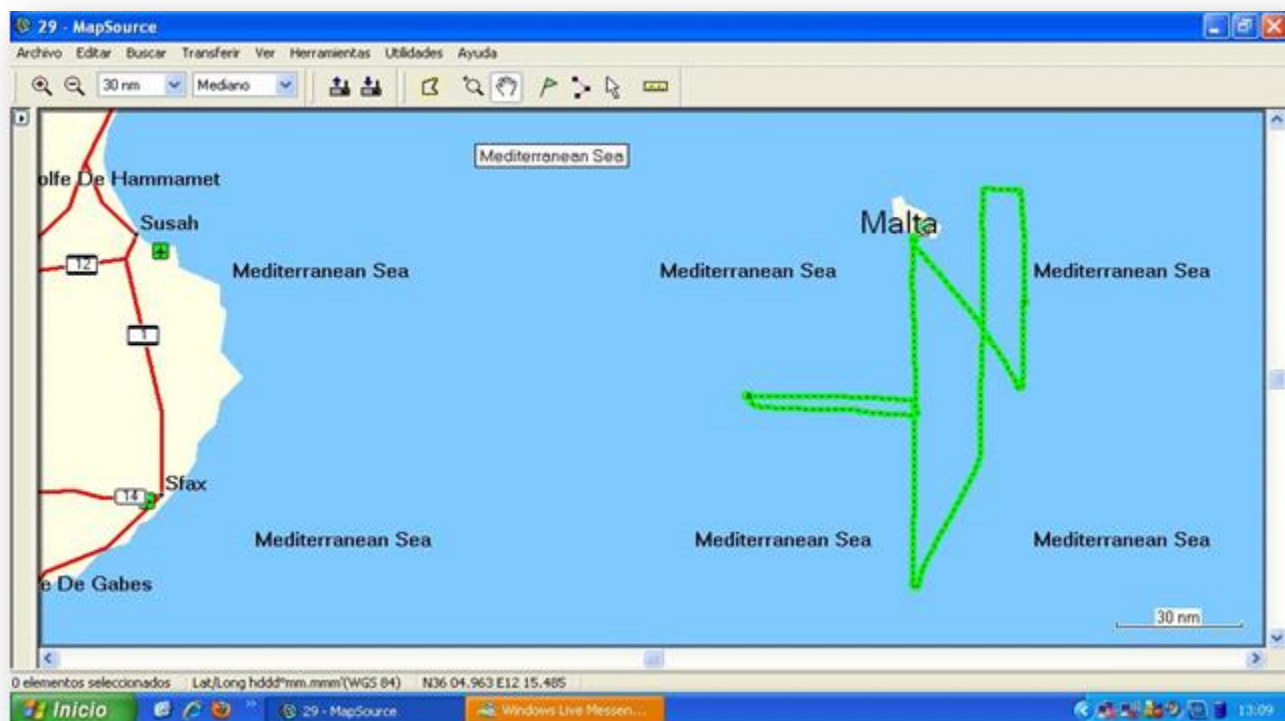 29 - MapSource
Archivo Editar Buscar Transferir Ver Herramientas Utilidades Ayuda
30 nm Mediano
Mediterranean Sea
olfe De Hammamet
Susah
Malta
12
Mediterranean Sea Mediterranean Sea Mediterranean Sea
1
Sfax
14
Mediterranean Sea Mediterranean Sea Mediterranean Sea
e De Gabes
30 nm
0 elementos seleccionados Lat/Long hddd°mm.mmm'(WGS 84) N36 04.963 E12 15.485
Inicio 29 - MapSource Windows Live Messen... 13:09